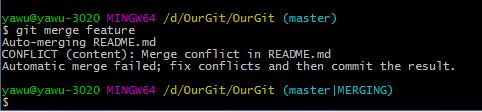 yawu@yawu-3020 MINGW64 /d/OurGit/OurGit (master)
$ git merge feature
Auto-merging README.md
CONFLICT (content): Merge conflict in README.md
Automatic merge failed; fix conflicts and then commit the result.
yawu@yawu-3020 MINGW64 /d/OurGit/OurGit (master|MERGING)
$